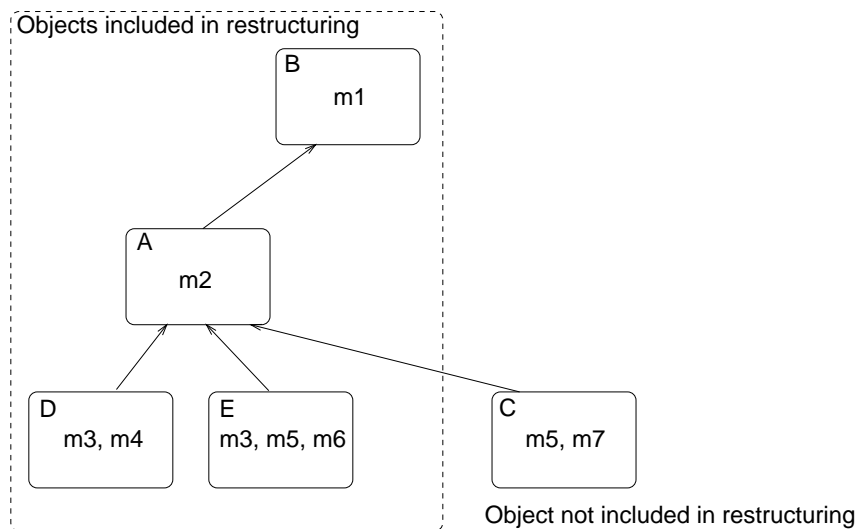 Objects included in restructuring
B
m1
A
m2
D
m3, m4
E
m3, m5, m6
C
m5, m7
Object not included in restructuring